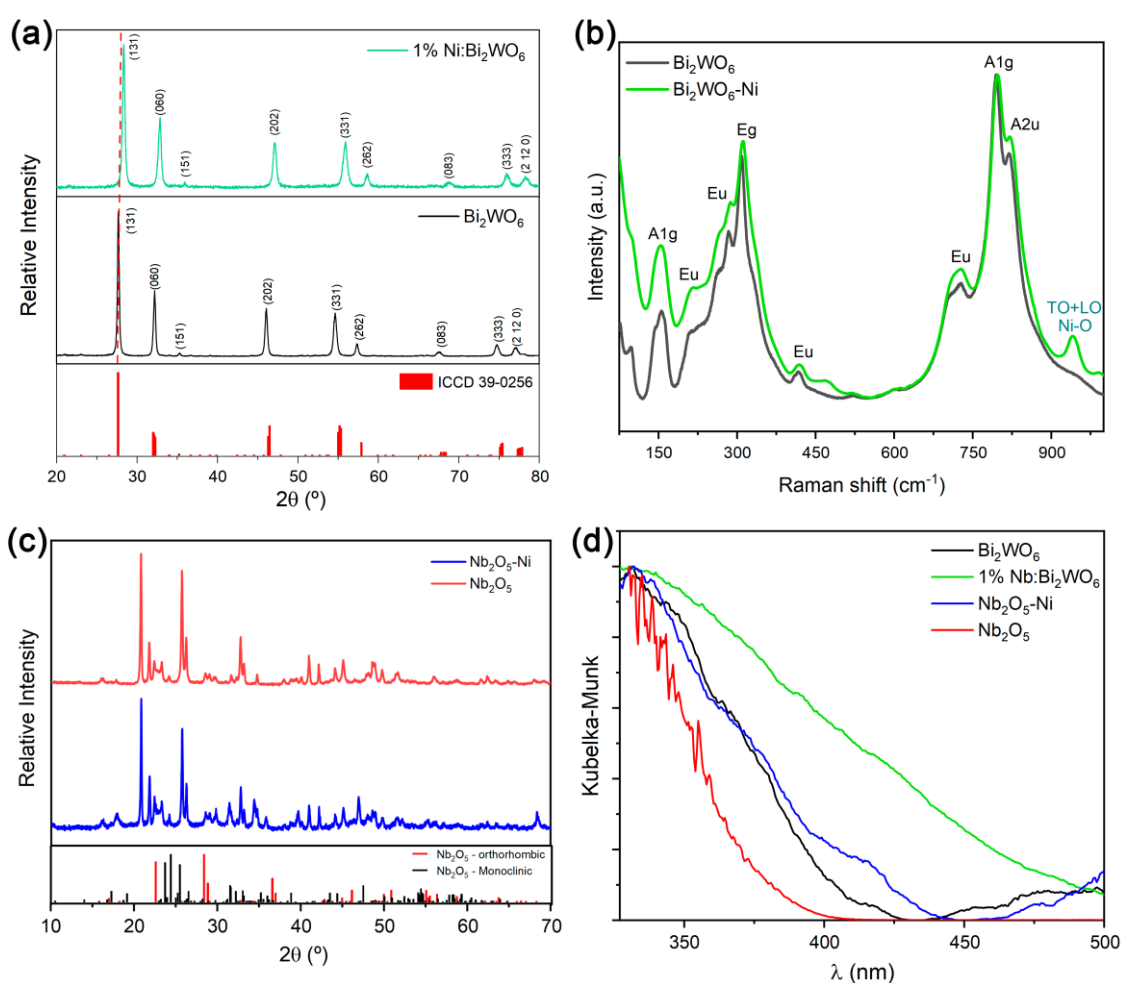 (a)
1% Ni:Bi₂WO₆
(131)
(060)
(151)
(202)
(331)
(262)
(083)
(333)
(2 12 0)
Bi₂WO₆
(131)
(060)
(151)
(202)
(331)
(262)
(083)
(333)
(2 12 0)
ICCD 39-0256
Relative Intensity
20 30 40 50 60 70 80
2θ (º)
(b)
Bi₂WO₆
Bi₂WO₆-Ni
A1g
Eu
Eu
Eg
Eu
Eu
A1g
A2u
TO+LO
Ni-O
Intensity (a.u.)
150 300 450 600 750 900
Raman shift (cm⁻¹)
(c)
Nb₂O₅-Ni
Nb₂O₅
Relative Intensity
Nb₂O₅ - orthorhombic
Nb₂O₅ - Monoclinic
10 20 30 40 50 60 70
2θ (º)
(d)
Bi₂WO₆
1% Nb:Bi₂WO₆
Nb₂O₅-Ni
Nb₂O₅
Kubelka-Munk
350 400 450 500
λ (nm)